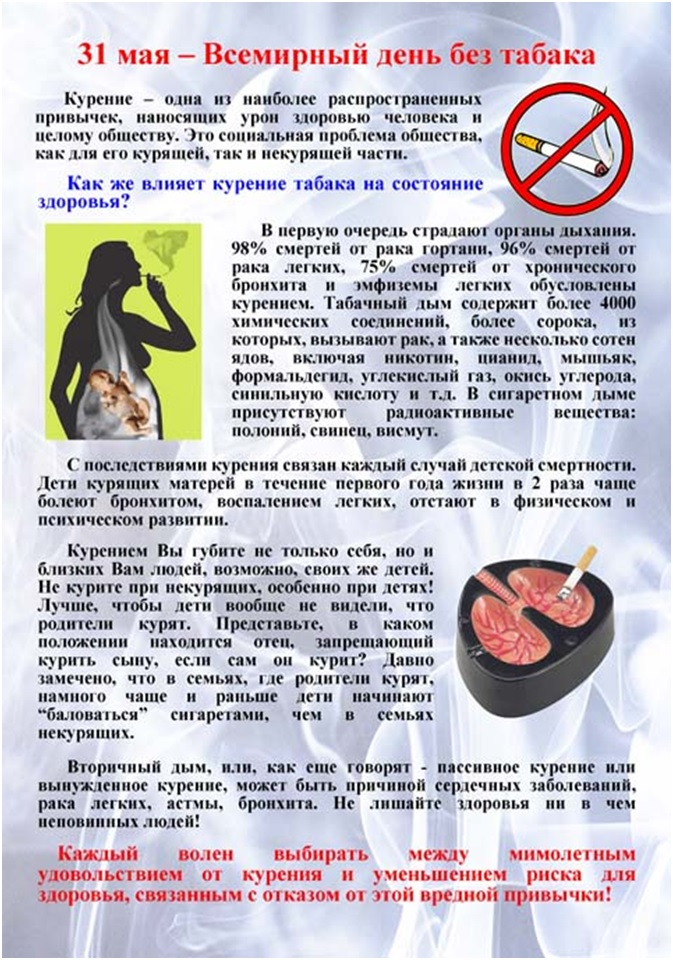 31 мая – Всемирный день без табака
Курение – одна из наиболее распространенных
привычек, наносящих урон здоровью человека и
целому обществу. Это социальная проблема общества,
как для его курящей, так и некурящей части.
Как же влияет курение табака на состояние
здоровья?
В первую очередь страдают органы дыхания.
98% смертей от рака гортани, 96% смертей от
рака легких, 75% смертей от хронического
бронхита и эмфиземы легких обусловлены
курением. Табачный дым содержит более 4000
химических соединений, более сорока, из
которых, вызывают рак, а также несколько сотен
ядов, включая никотин, цианид, мышьяк,
формальдегид, углекислый газ, окись углерода,
синильную кислоту и т.д. В сигаретном дыме
присутствуют радиоактивные вещества:
полоний, свинец, висмут.
С последствиями курения связан каждый случай детской смертности.
Дети курящих матерей в течение первого года жизни в 2 раза чаще
болеют бронхитом, воспалением легких, отстают в физическом и
психическом развитии.
Курением Вы губите не только себя, но и
близких Вам людей, возможно, своих же детей.
Не курите при некурящих, особенно при детях!
Лучше, чтобы дети вообще не видели, что
родители курят. Представьте, в каком
положении находится отец, запрещающий
курить сыну, если сам он курит? Давно
замечено, что в семьях, где родители курят,
намного чаще и раньше дети начинают
“баловаться” сигаретами, чем в семьях
некурящих.
Вторичный дым, или, как еще говорят - пассивное курение или
вынужденное курение, может быть причиной сердечных заболеваний,
рака легких, астмы, бронхита. Не лишайте здоровья ни в чем
неповинных людей!
Каждый волен выбирать между мимолетным
удовольствием от курения и уменьшением риска для
здоровья, связанным с отказом от этой вредной привычки!